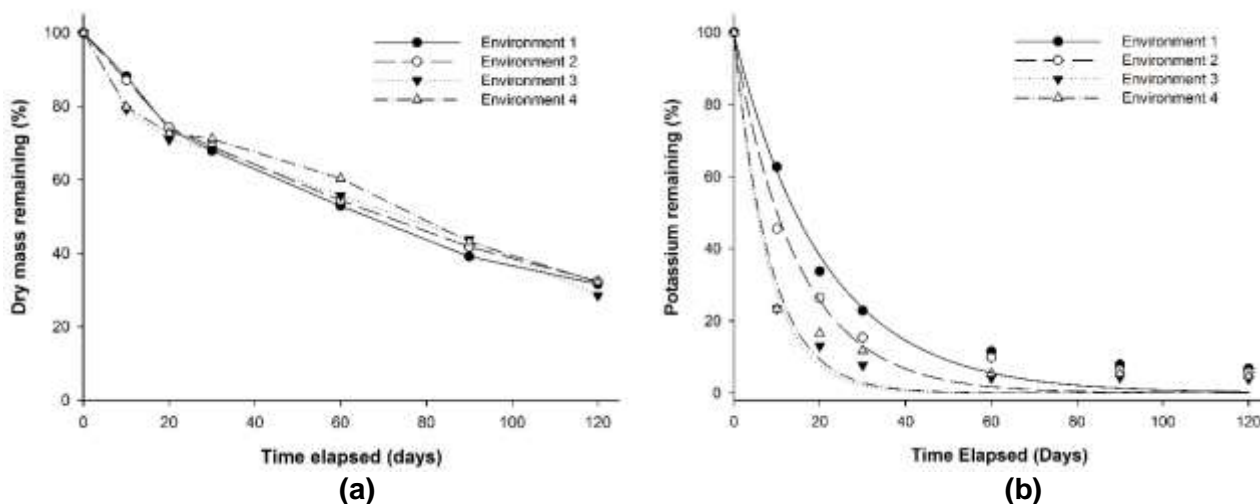 100
80
60
40
20
0
Dry mass remaining (%)
Environment 1
Environment 2
Environment 3
Environment 4
0 20 40 60 80 100 120
Time elapsed (days)
(a)
100
80
60
40
20
0
Potassium remaining (%)
Environment 1
Environment 2
Environment 3
Environment 4
0 20 40 60 80 100 120
Time Elapsed (Days)
(b)